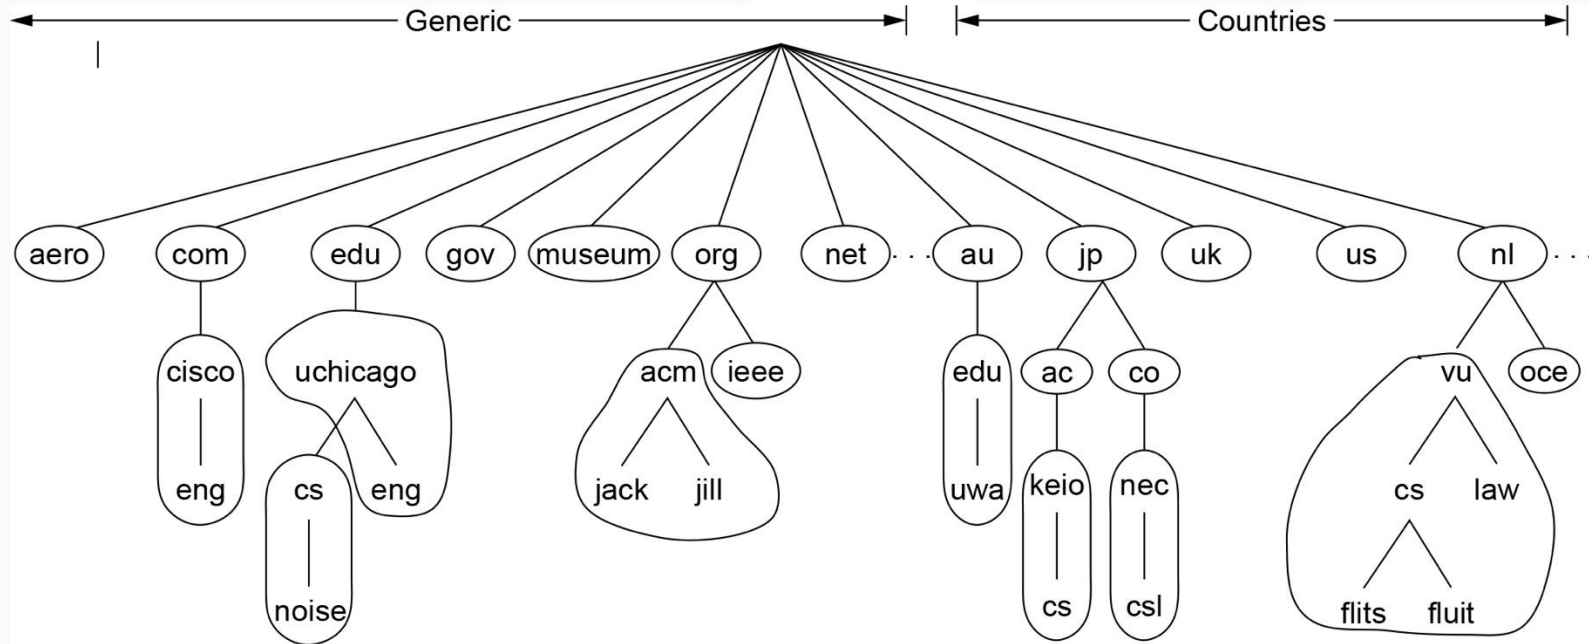 Generic Countries
aero com edu gov museum org net . . . au jp uk us nl . . .
cisco uchicago acm ieee edu ac co vu oce
eng cs eng jack jill uwa keio nec cs law
noise cs csl flits fluit